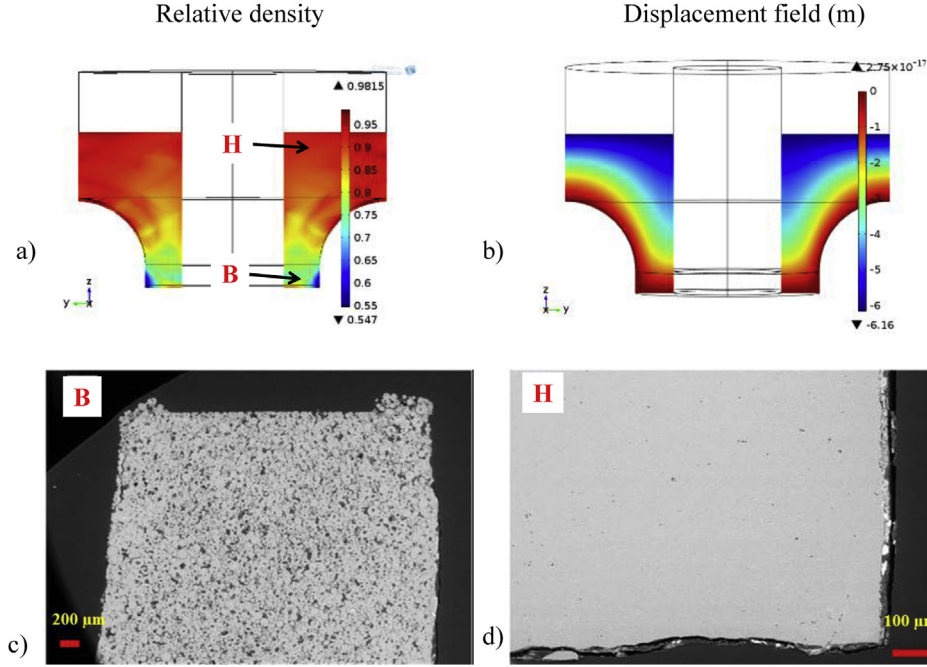 Relative density
Displacement field (m)
a)
▲ 0.9815
0.95
0.9
0.85
0.8
0.75
0.7
0.65
0.6
0.55
▼ 0.547
H
B
z
y
x
b)
▲ 2.75×10⁻¹⁷
0
-1
-2
-3
-4
-5
-6
▼ -6.16
z
x
y
c)
B
200 µm
d)
H
100 µm